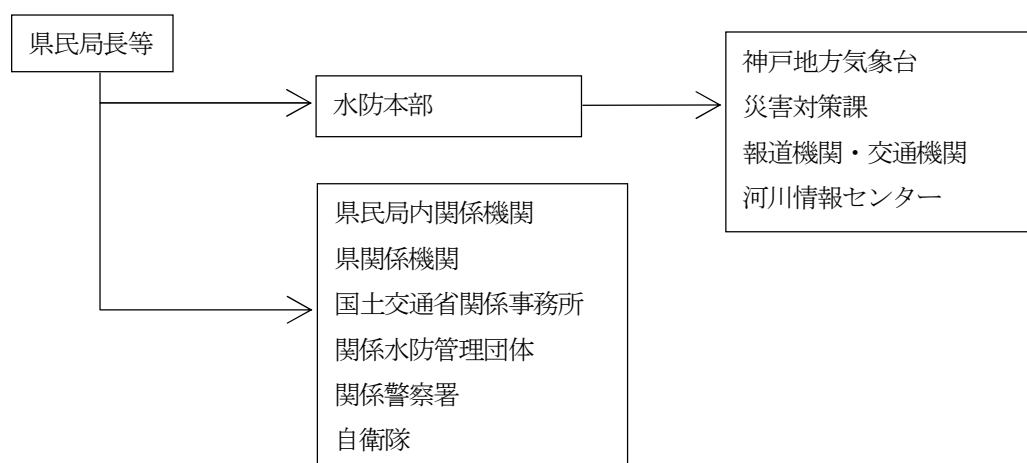 県民局長等
水防本部
神戸地方気象台
災害対策課
報道機関・交通機関
河川情報センター
県民局内関係機関
県関係機関
国土交通省関係事務所
関係水防管理団体
関係警察署
自衛隊